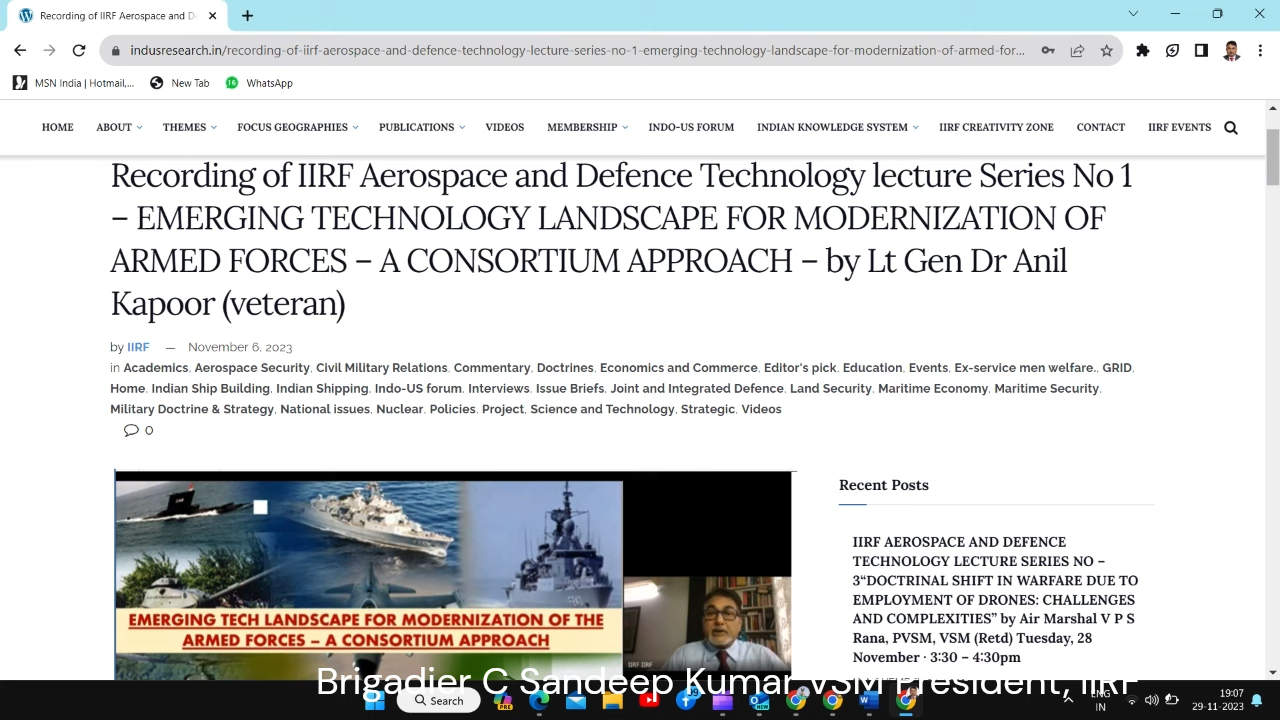 Recording of IIRF Aerospace and De
indusresearch.in/recording-of-iirf-aerospace-and-defence-technology-lecture-series-no-1-emerging-technology-landscape-for-modernization-of-armed-for...
MSN India | Hotmail,... New Tab WhatsApp
HOME ABOUT THEMES FOCUS GEOGRAPHIES PUBLICATIONS VIDEOS MEMBERSHIP INDO-US FORUM INDIAN KNOWLEDGE SYSTEM IIRF CREATIVITY ZONE CONTACT IIRF EVENTS
Recording of IIRF Aerospace and Defence Technology lecture Series No 1
– EMERGING TECHNOLOGY LANDSCAPE FOR MODERNIZATION OF
ARMED FORCES – A CONSORTIUM APPROACH – by Lt Gen Dr Anil
Kapoor (veteran)
by IIRF — November 6, 2023
in Academics, Aerospace Security, Civil Military Relations, Commentary, Doctrines, Economics and Commerce, Editor's pick, Education, Events, Ex-service men welfare., GRID,
Home, Indian Ship Building, Indian Shipping, Indo-US forum, Interviews, Issue Briefs, Joint and Integrated Defence, Land Security, Maritime Economy, Maritime Security,
Military Doctrine & Strategy, National issues, Nuclear, Policies, Project, Science and Technology, Strategic, Videos
0
EMERGING TECH LANDSCAPE FOR MODERNIZATION OF THE
ARMED FORCES – A CONSORTIUM APPROACH
IIRF IIRF
Recent Posts
IIRF AEROSPACE AND DEFENCE
TECHNOLOGY LECTURE SERIES NO –
3“DOCTRINAL SHIFT IN WARFARE DUE TO
EMPLOYMENT OF DRONES: CHALLENGES
AND COMPLEXITIES” by Air Marshal V P S
Rana, PVSM, VSM (Retd) Tuesday, 28
November · 3:30 – 4:30pm
Brigadier C Sandeep Kumar VSM President, IIRF
Search
ENG
IN
19:07
29-11-2023